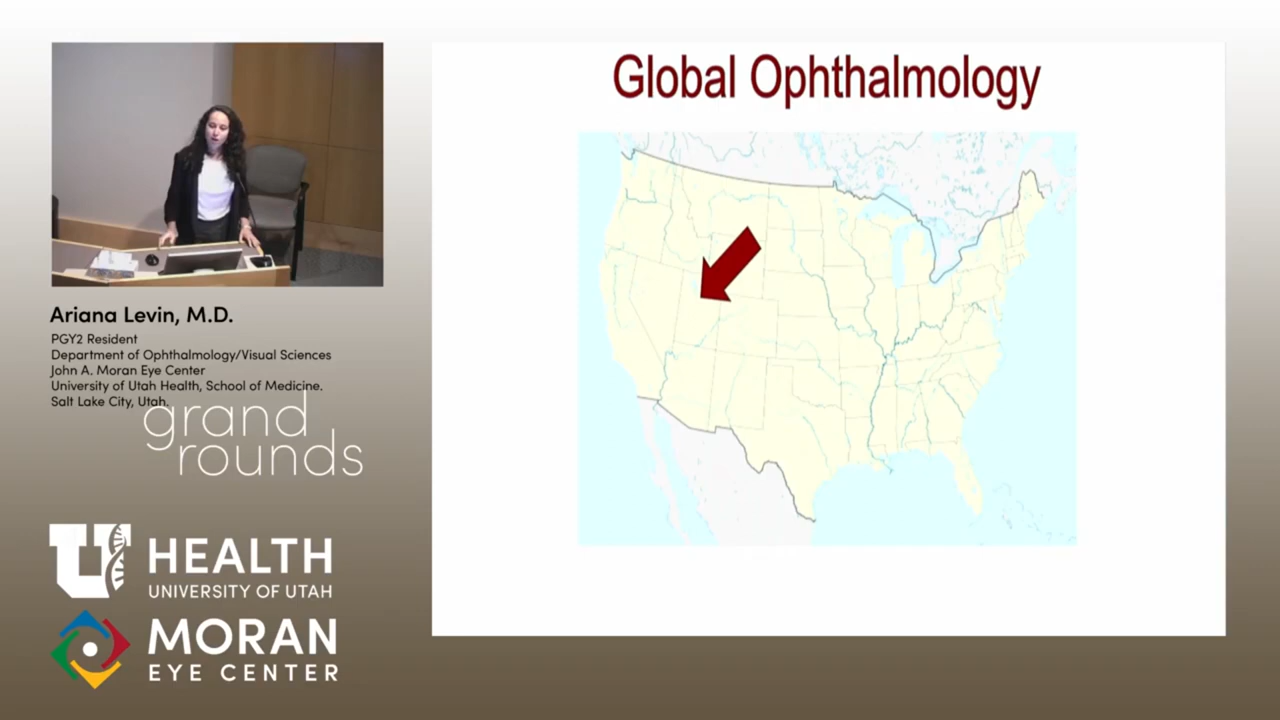 Global Ophthalmology
Ariana Levin, M.D.
PGY2 Resident
Department of Ophthalmology/Visual Sciences
John A. Moran Eye Center
University of Utah Health, School of Medicine.
Salt Lake City, Utah.
grand
rounds
U HEALTH
UNIVERSITY OF UTAH
MORAN
EYE CENTER